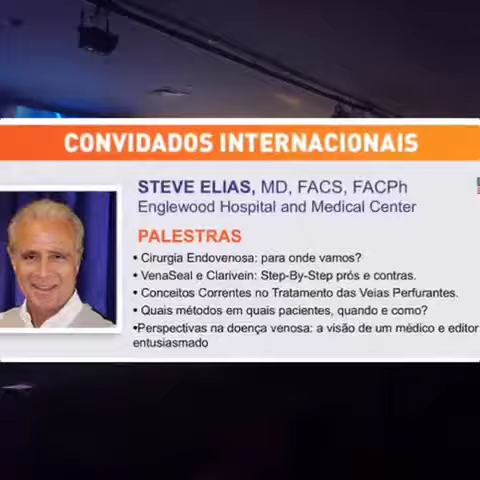 CONVIDADOS INTERNACIONAIS
STEVE ELIAS, MD, FACS, FACPh
Englewood Hospital and Medical Center
PALESTRAS
• Cirurgia Endovenosa: para onde vamos?
• VenaSeal e Clarivein: Step-By-Step prós e contras.
• Conceitos Correntes no Tratamento das Veias Perfurantes.
• Quais métodos em quais pacientes, quando e como?
•Perspectivas na doença venosa: a visão de um médico e editor
entusiasmado